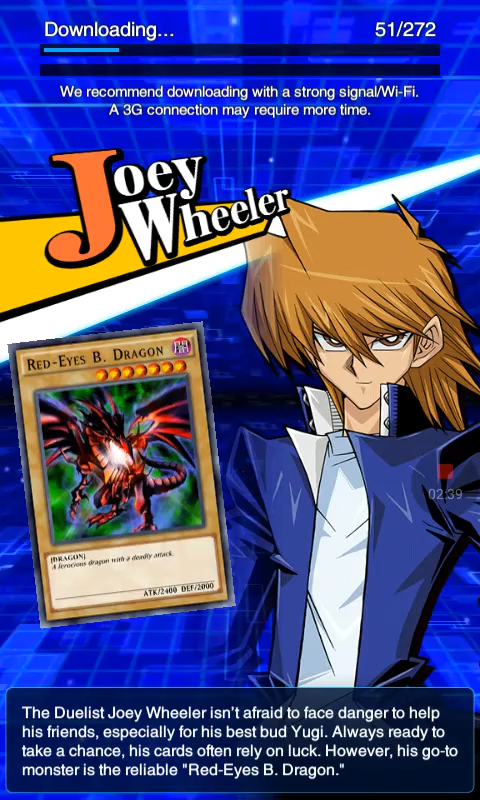 Downloading... 51/272
We recommend downloading with a strong signal/Wi-Fi.
A 3G connection may require more time.
Joey
Wheeler
RED-EYES B. DRAGON
[DRAGON]
A ferocious dragon with a deadly attack.
ATK/2400 DEF/2000
02:39
The Duelist Joey Wheeler isn't afraid to face danger to help
his friends, especially for his best bud Yugi. Always ready to
take a chance, his cards often rely on luck. However, his go-to
monster is the reliable "Red-Eyes B. Dragon."